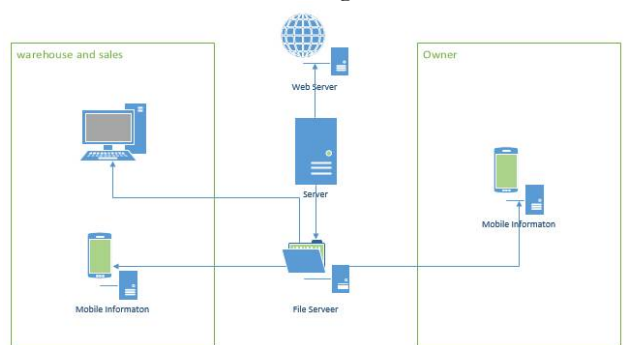 warehouse and sales
Owner
Web Server
Server
Mobile Informaton
Mobile Informaton
File Serveer